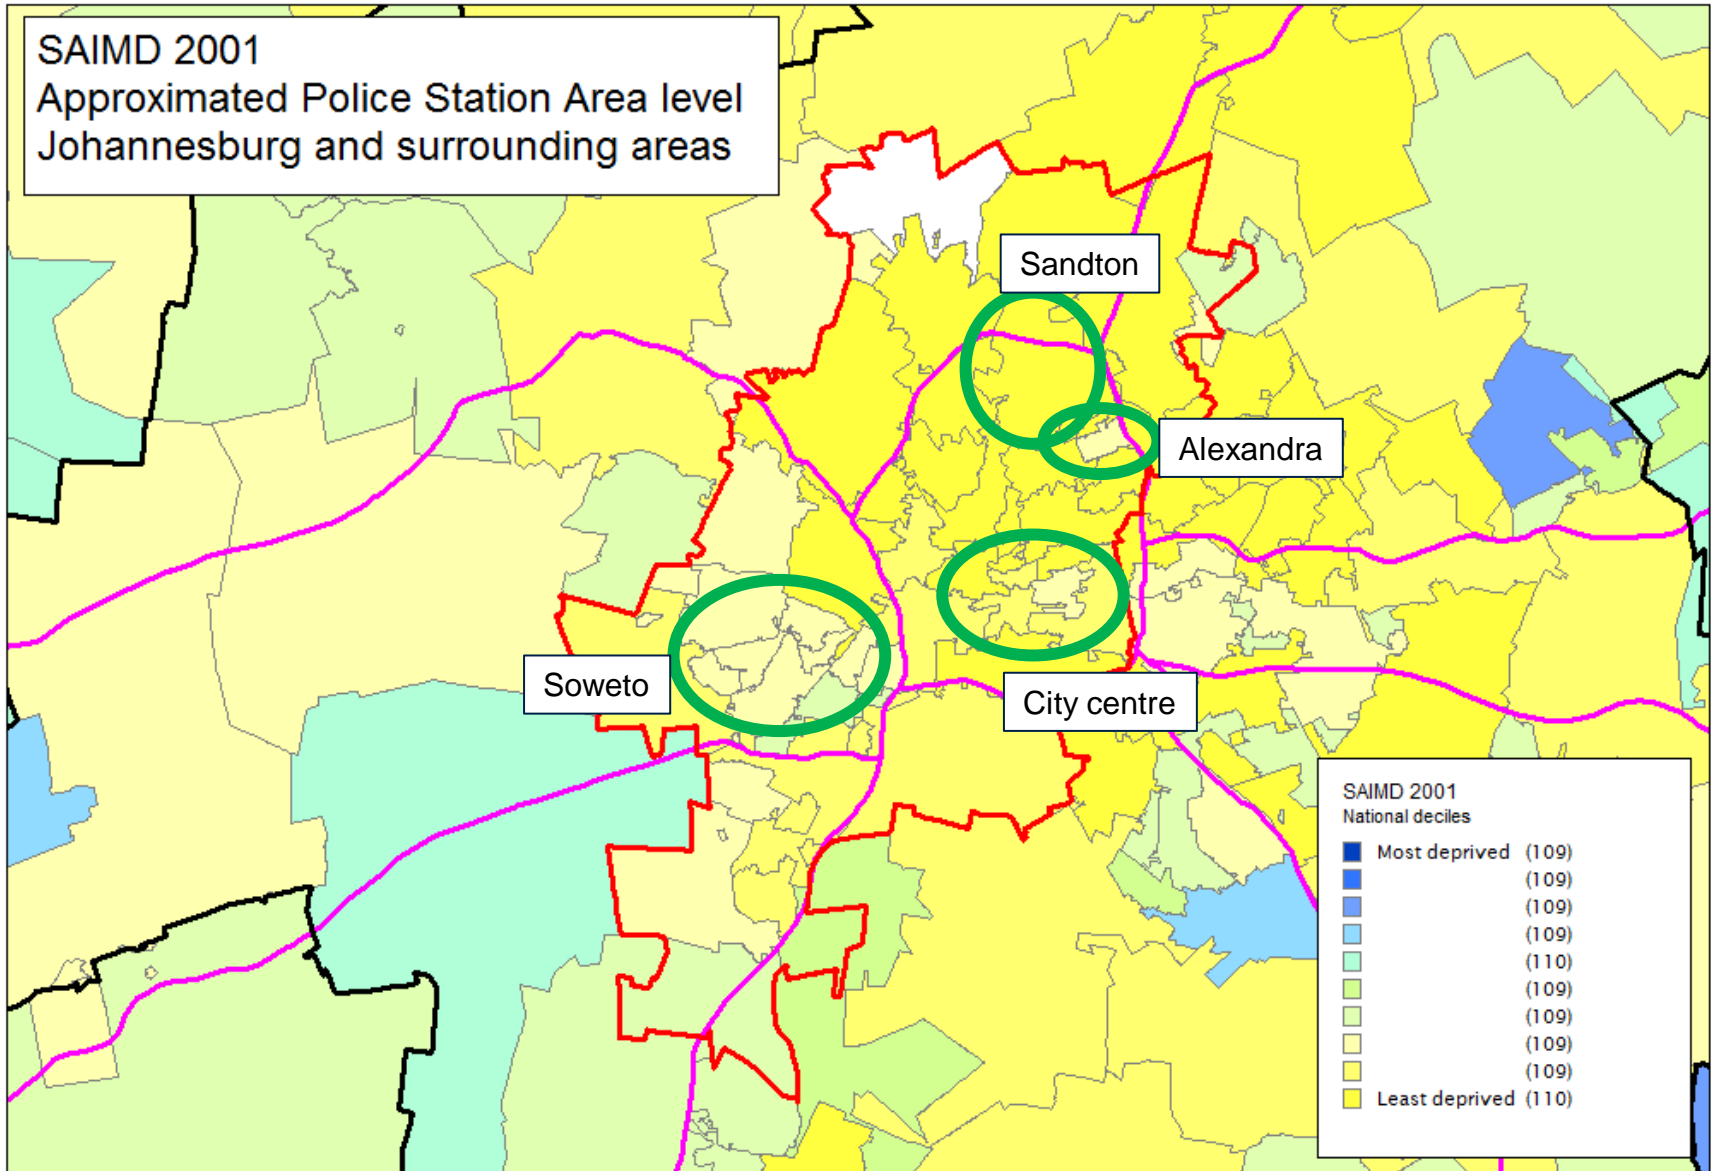 SAIMD 2001
Approximated Police Station Area level
Johannesburg and surrounding areas
Sandton
Alexandra
Soweto
City centre
SAIMD 2001
National deciles
Most deprived (109)
(109)
(109)
(109)
(110)
(109)
(109)
(109)
(109)
Least deprived (110)